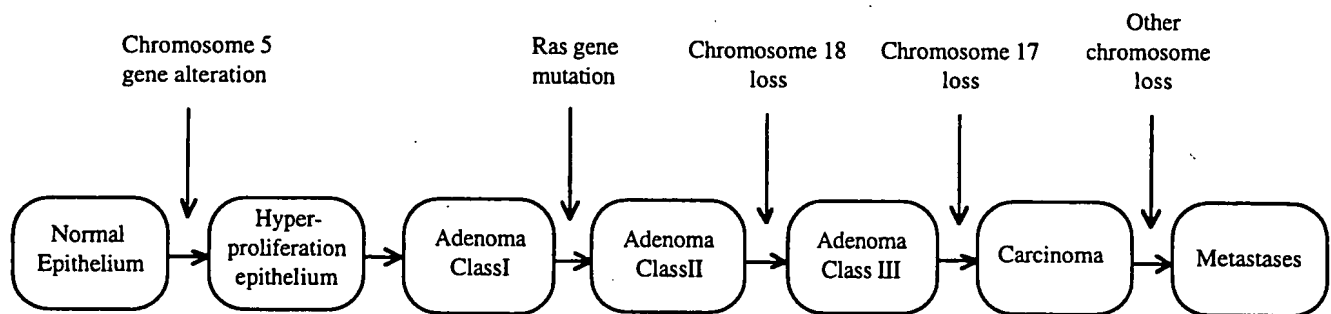 Chromosome 5
gene alteration
Ras gene
mutation
Chromosome 18
loss
Chromosome 17
loss
Other
chromosome
loss
Normal
Epithelium
Hyper-
proliferation
epithelium
Adenoma
ClassI
Adenoma
ClassII
Adenoma
Class III
Carcinoma
Metastases